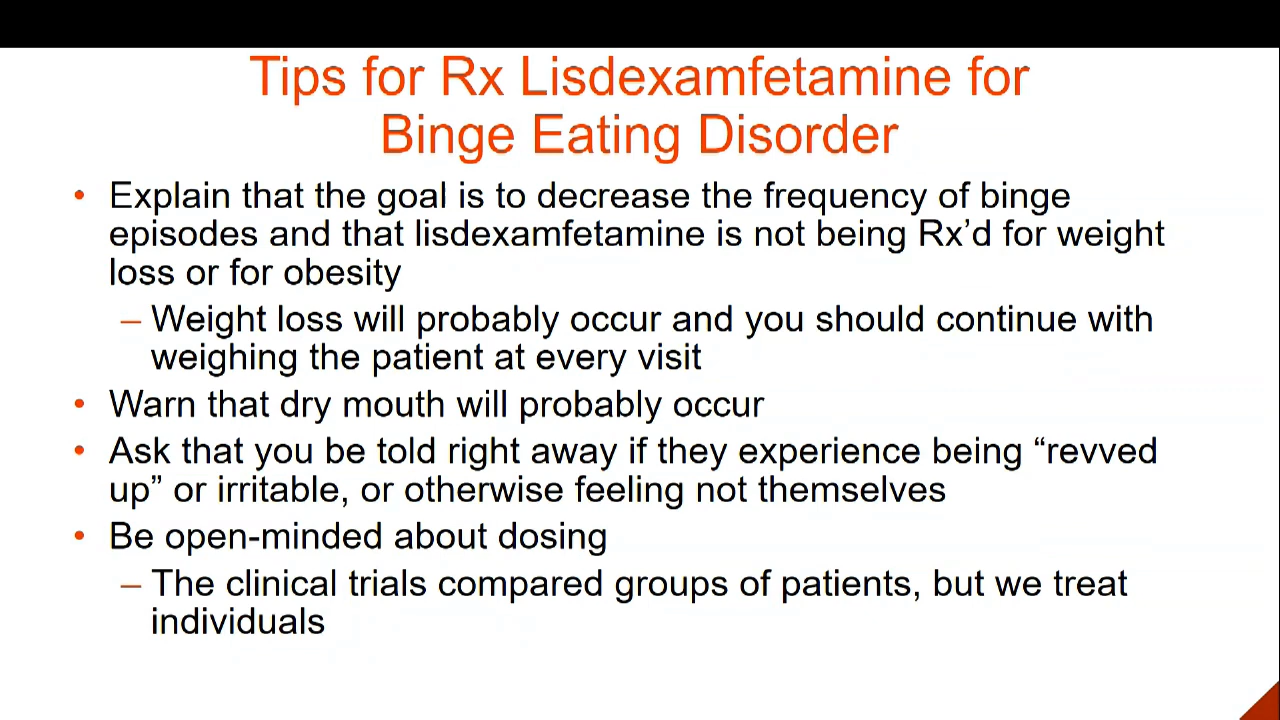 Tips for Rx Lisdexamfetamine for
Binge Eating Disorder
• Explain that the goal is to decrease the frequency of binge
episodes and that lisdexamfetamine is not being Rx’d for weight
loss or for obesity
– Weight loss will probably occur and you should continue with
weighing the patient at every visit
• Warn that dry mouth will probably occur
• Ask that you be told right away if they experience being “revved
up” or irritable, or otherwise feeling not themselves
• Be open-minded about dosing
– The clinical trials compared groups of patients, but we treat
individuals